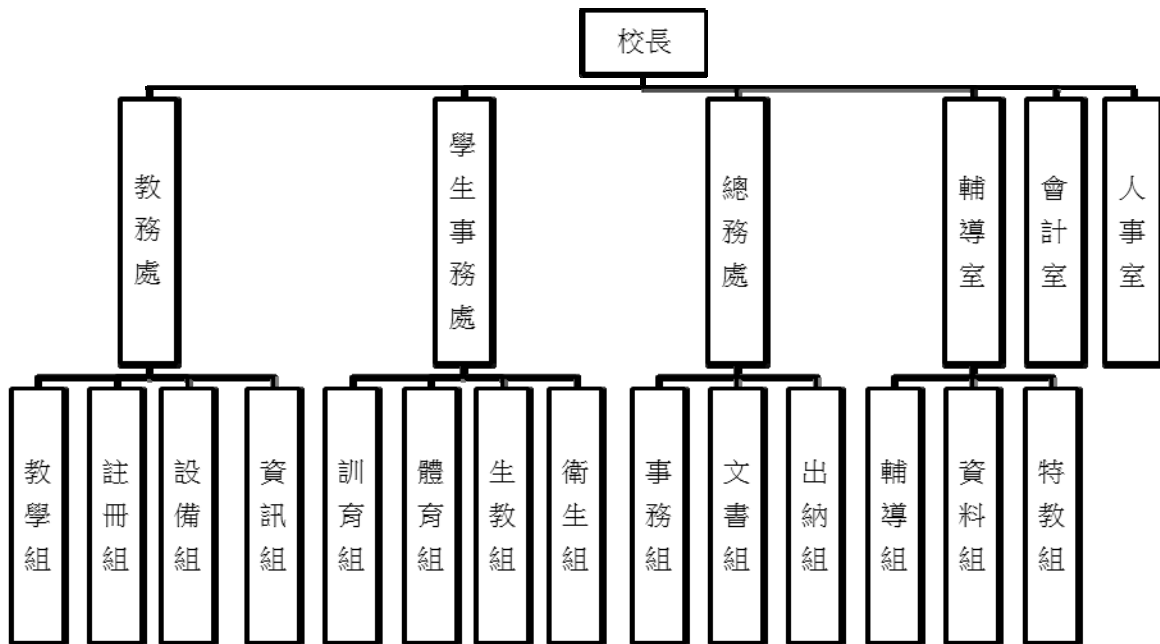 校長
教務處
學生事務處
總務處
輔導室
會計室
人事室
教學組
註冊組
設備組
資訊組
訓育組
體育組
生教組
衛生組
事務組
文書組
出納組
輔導組
資料組
特教組